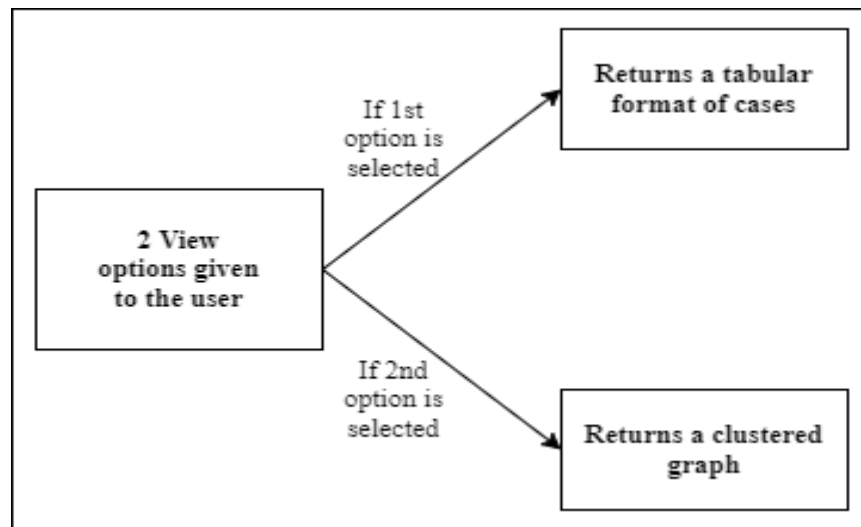 Returns a tabular
format of cases
If 1st
option is
selected
2 View
options given
to the user
If 2nd
option is
selected
Returns a clustered
graph